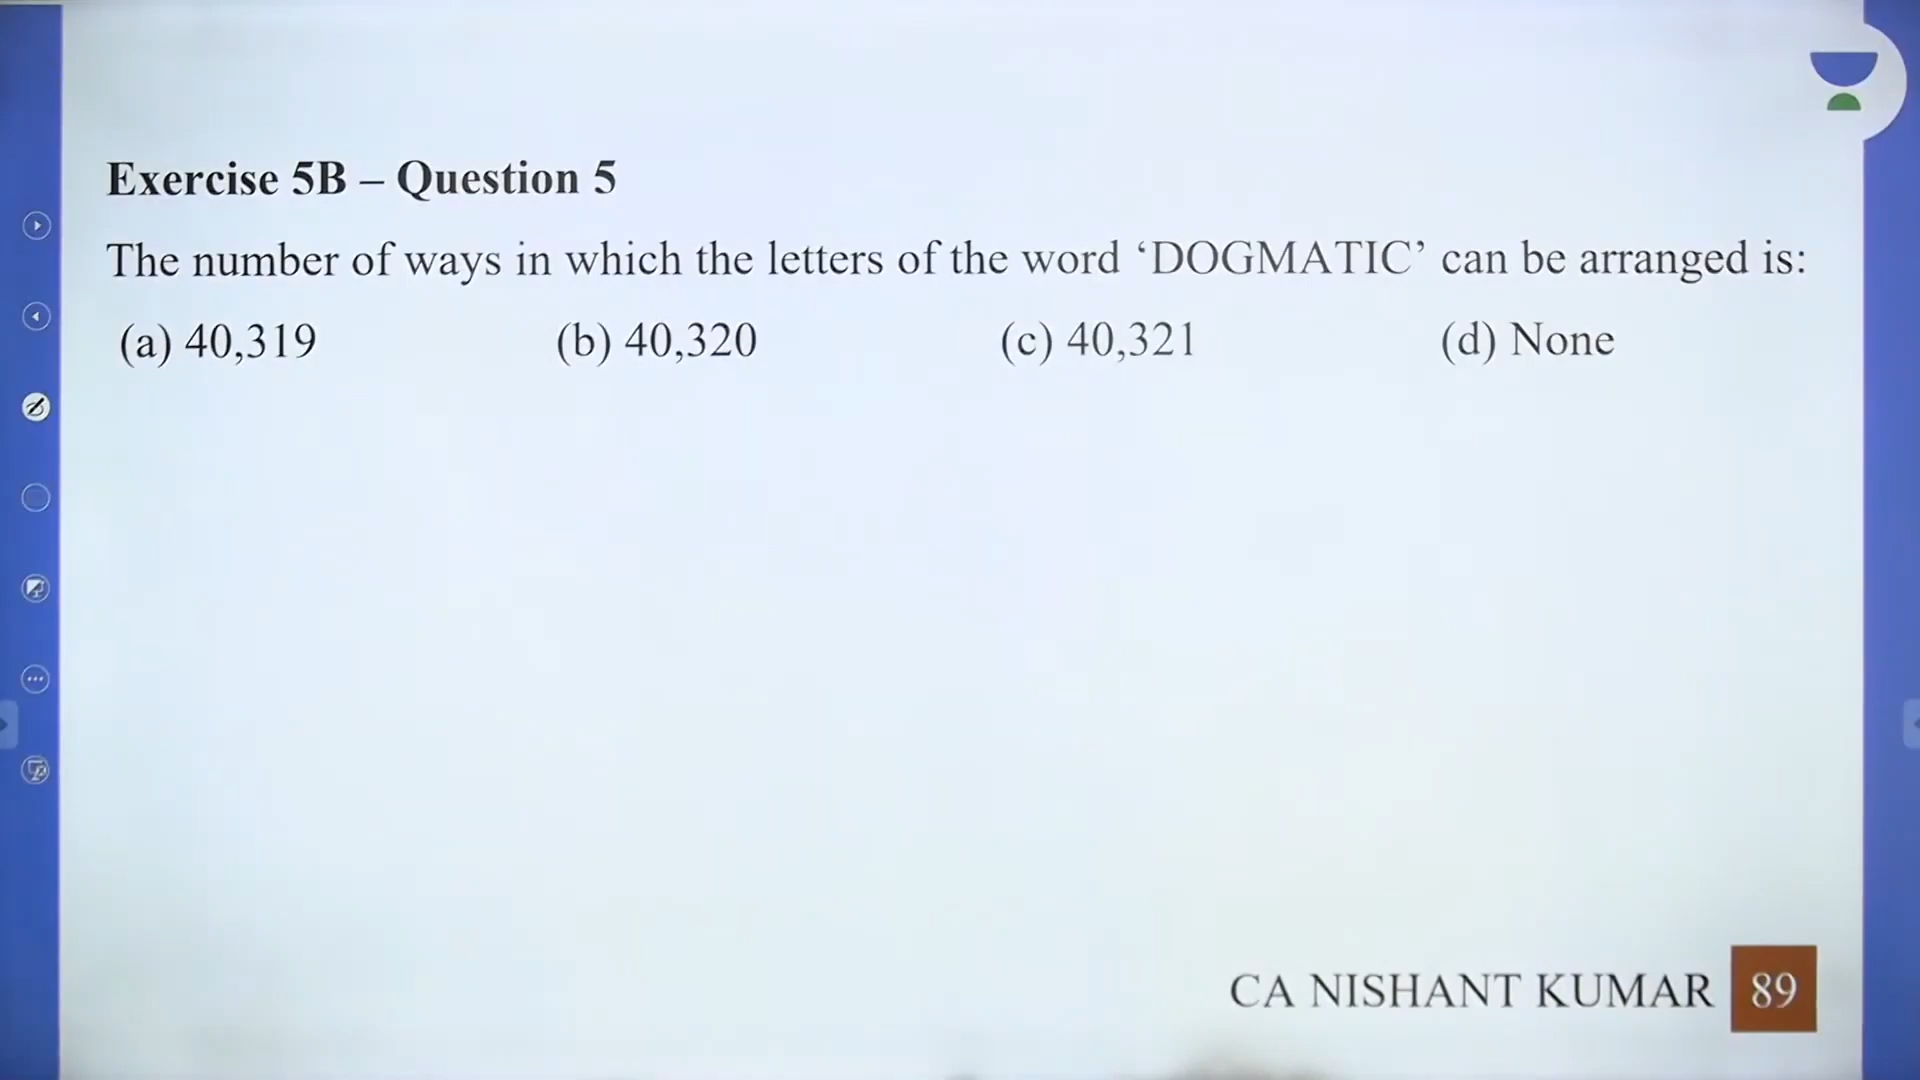 Exercise 5B – Question 5
The number of ways in which the letters of the word ‘DOGMATIC’ can be arranged is:
(a) 40,319 (b) 40,320 (c) 40,321 (d) None
CA NISHANT KUMAR 89